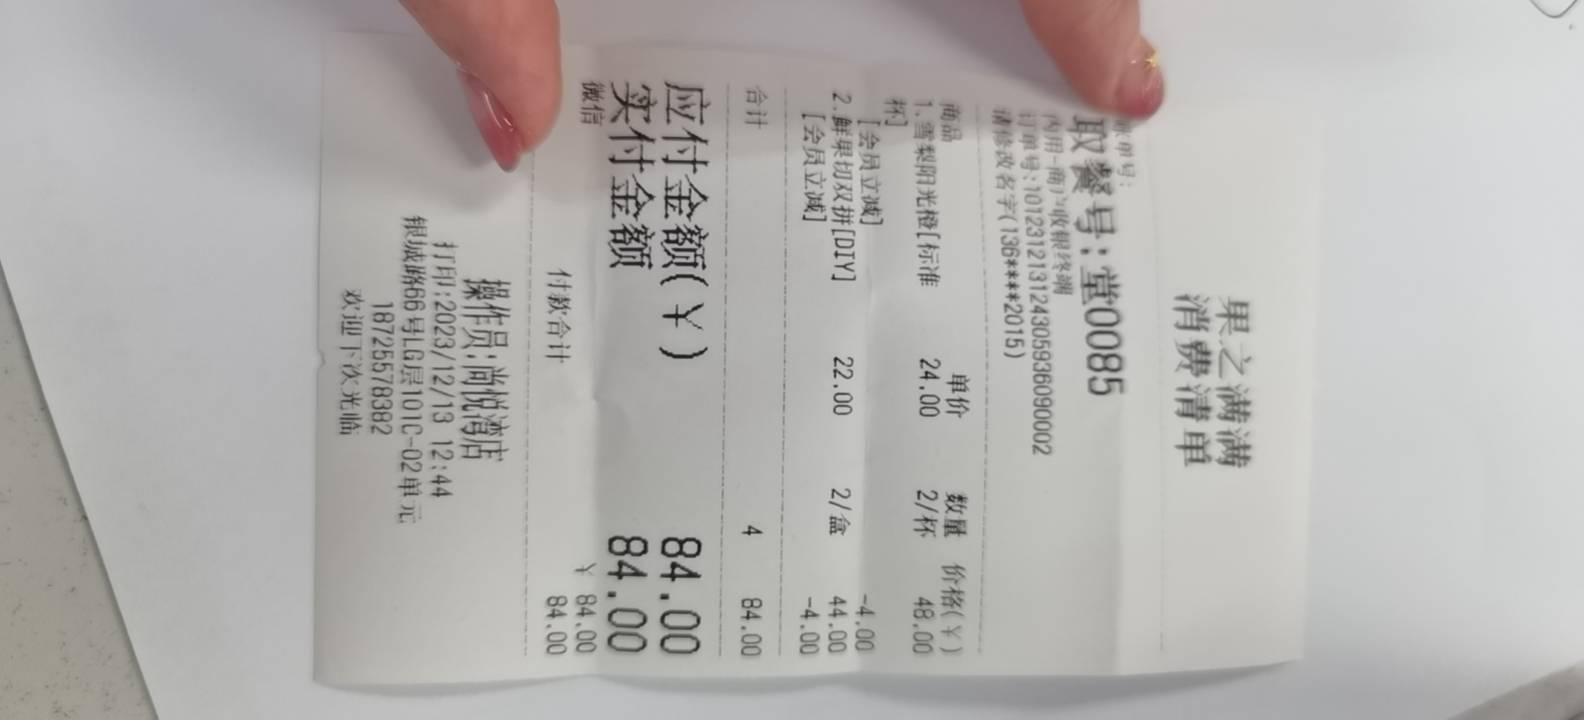 果之满满
消费清单
账单号:
取餐号:堂0085
内用-商户收银终端
订单号:101231213124305936090002
请修改名字(136****2015)
商品 单价 数量 价格(¥)
1.雪梨阳光橙[标准 24.00 2/杯 48.00
杯]
[会员立减] -4.00
2.鲜果切双拼[DIY] 22.00 2/盒 44.00
[会员立减] -4.00
合计 4 84.00
应付金额(¥) 84.00
实付金额 84.00
微信 ¥ 84.00
付款合计 84.00
操作员:尚悦湾店
打印:2023/12/13 12:44
银城路66号LG层101C-02单元
18725578382
欢迎下次光临